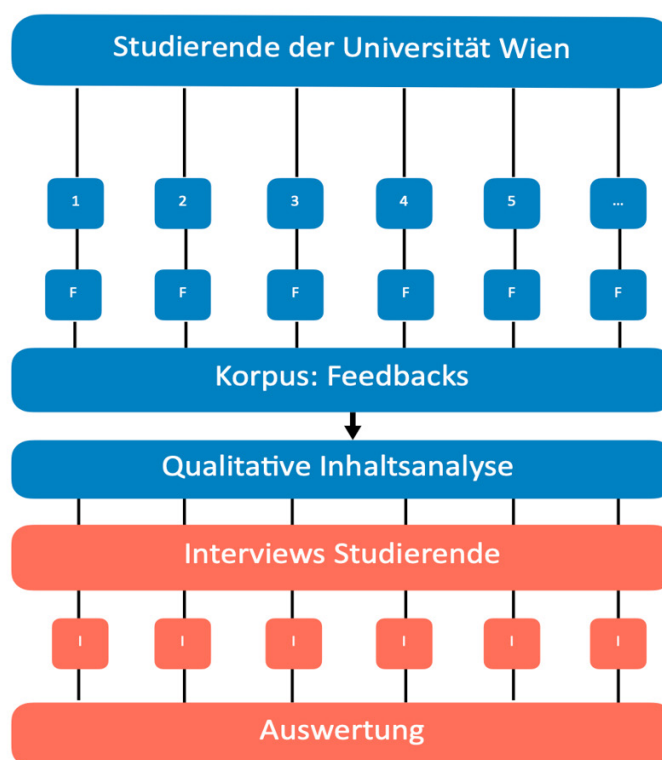 Studierende der Universität Wien
1 2 3 4 5 ...
F F F F F F
Korpus: Feedbacks
Qualitative Inhaltsanalyse
Interviews Studierende
I I I I I I
Auswertung